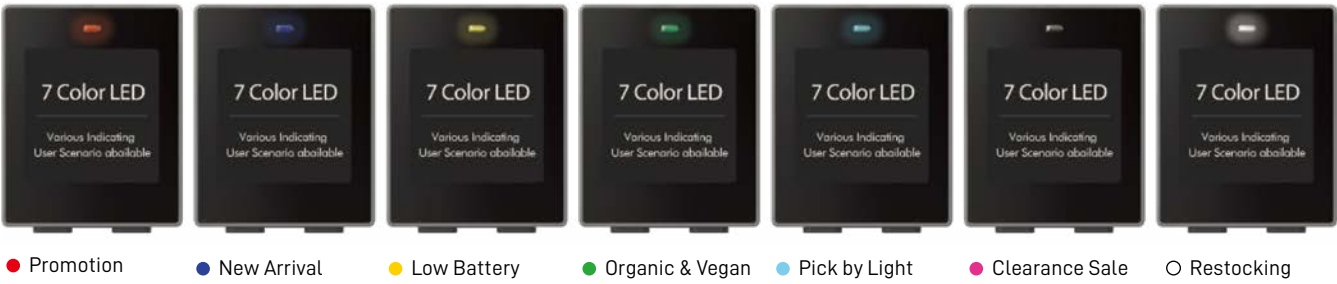 7 Color LED
Various Indicating
User Scenario abailable
7 Color LED
Various Indicating
User Scenario abailable
7 Color LED
Various Indicating
User Scenario abailable
7 Color LED
Various Indicating
User Scenario abailable
7 Color LED
Various Indicating
User Scenario abailable
7 Color LED
Various Indicating
User Scenario abailable
7 Color LED
Various Indicating
User Scenario abailable
Promotion
New Arrival
Low Battery
Organic & Vegan
Pick by Light
Clearance Sale
Restocking